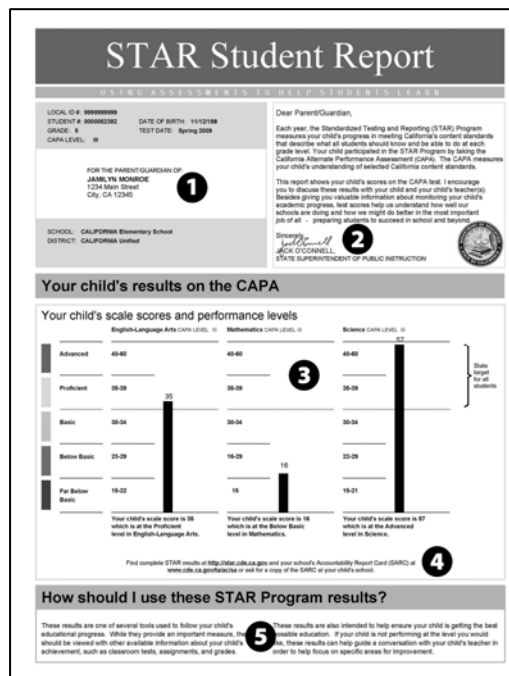 STAR Student Report
USING ASSESSMENTS TO HELP STUDENTS LEARN
LOCAL ID #: 9999999999
STUDENT #: 0000062392 DATE OF BIRTH: 11/12/198
GRADE: 5 TEST DATE: Spring 2009
CAPA LEVEL: III
FOR THE PARENT/GUARDIAN OF:
JAMILYN MONROE
1234 Main Street
City, CA 12345
1
SCHOOL: CALIFORNIA Elementary School
DISTRICT: CALIFORNIA Unified
Dear Parent/Guardian,
Each year, the Standardized Testing and Reporting (STAR) Program
measures your child's progress in meeting California's content standards
that describe what all students should know and be able to do at each
grade level. Your child participated in the STAR Program by taking the
California Alternate Performance Assessment (CAPA). The CAPA measures
your child's understanding of selected California content standards.
This report shows your child's scores on the CAPA test. I encourage
you to discuss these results with your child and your child's teacher(s).
Besides giving you valuable information about monitoring your child's
academic progress, test scores help us understand how well our
schools are doing and how we might do better in the most important
job of all – preparing students to succeed in school and beyond.
Sincerely,
2
JACK O'CONNELL,
STATE SUPERINTENDENT OF PUBLIC INSTRUCTION
Your child's results on the CAPA
Your child's scale scores and performance levels
English-Language Arts CAPA LEVEL III Mathematics CAPA LEVEL III Science CAPA LEVEL III
57
Advanced 40-60 40-60 40-60
State
target
for all
students
3
Proficient 35-39 35-39 35-39
35
Basic 30-34 30-34 30-34
Below Basic 23-29 16-29 22-29
16
Far Below
Basic
15-22 15 15-21
Your child's scale score is 35
which is at the Proficient
level in English-Language Arts.
Your child's scale score is 16
which is at the Below Basic
level in Mathematics.
Your child's scale score is 57
which is at the Advanced
level in Science.
4
Find complete STAR results at http://star.cde.ca.gov and your school's Accountability Report Card (SARC) at
www.cde.ca.gov/ta/ac/sa or ask for a copy of the SARC at your child's school.
How should I use these STAR Program results?
These results are one of several tools used to follow your child's
educational progress. While they provide an important measure, the
should be viewed with other available information about your child's
achievement, such as classroom tests, assignments, and grades.
5
These results are also intended to help ensure your child is getting the best
possible education. If your child is not performing at the level you would
like, these results can help guide a conversation with your child's teacher in
order to help focus on specific areas for improvement.